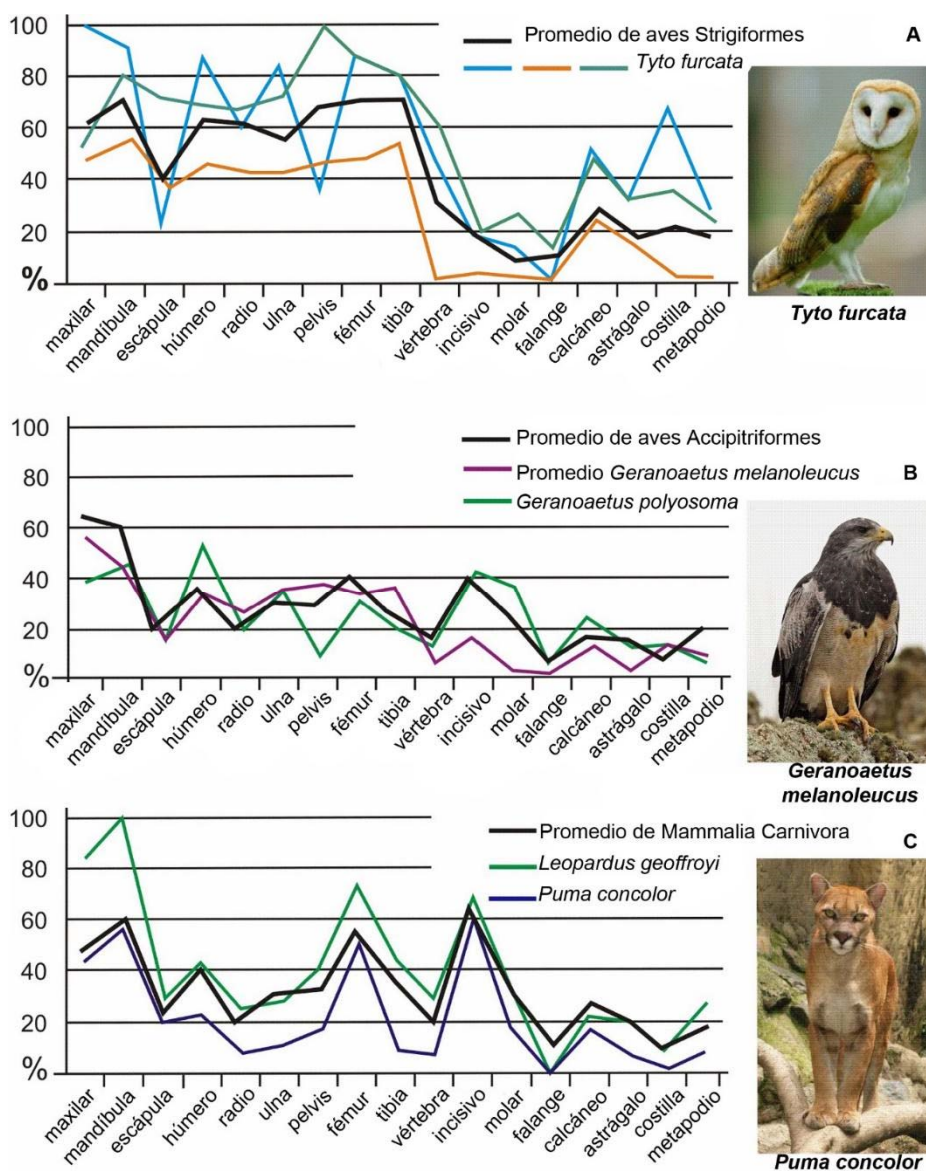 A
Promedio de aves Strigiformes
Tyto furcata
100
80
60
40
20
%
maxilar
mandíbula
escápula
húmero
radio
ulna
pelvis
fémur
tibia
vértebra
incisivo
molar
falange
calcáneo
astrágalo
costilla
metapodio
Tyto furcata
B
Promedio de aves Accipitriformes
Promedio Geranoaetus melanoleucus
Geranoaetus polyosoma
100
80
60
40
20
%
maxilar
mandíbula
escápula
húmero
radio
ulna
pelvis
fémur
tibia
vértebra
incisivo
molar
falange
calcáneo
astrágalo
costilla
metapodio
Geranoaetus
melanoleucus
C
Promedio de Mammalia Carnivora
Leopardus geoffroyi
Puma concolor
100
80
60
40
20
%
maxilar
mandíbula
escápula
húmero
radio
ulna
pelvis
fémur
tibia
vértebra
incisivo
molar
falange
calcáneo
astrágalo
costilla
metapodio
Puma concolor